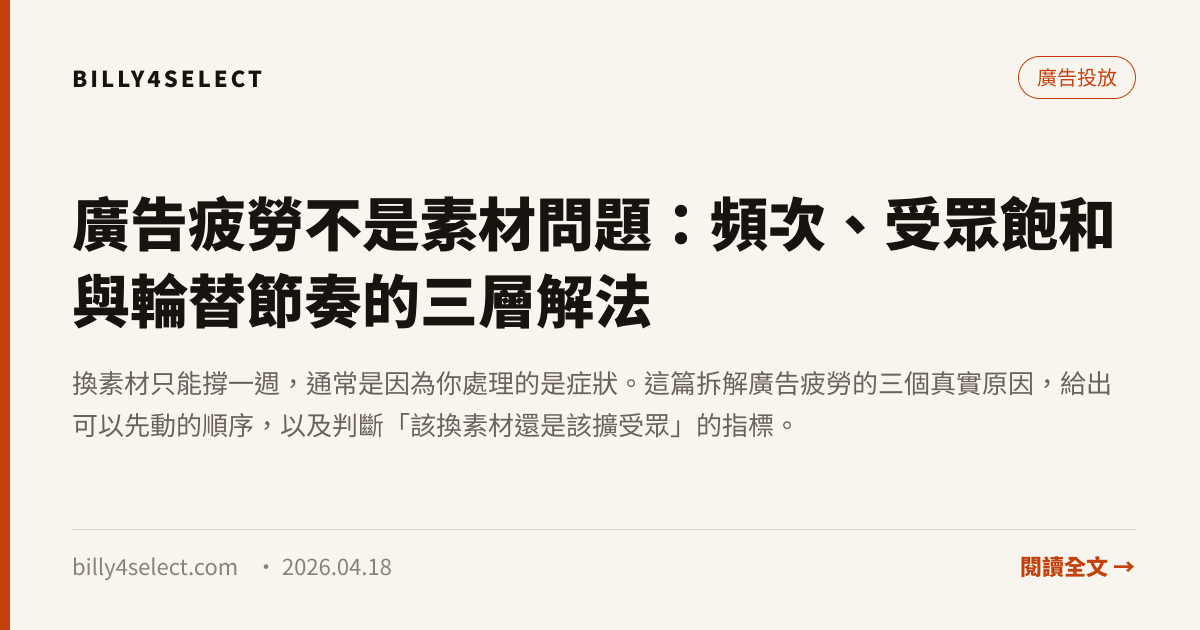 BILLY4SELECT
廣告投放
廣告疲勞不是素材問題：頻次、受眾飽和
與輪替節奏的三層解法
換素材只能撐一週，通常是因為你處理的是症狀。這篇拆解廣告疲勞的三個真實原因，給出
可以先動的順序，以及判斷「該換素材還是該擴受眾」的指標。
billy4select.com • 2026.04.18
閱讀全文 →